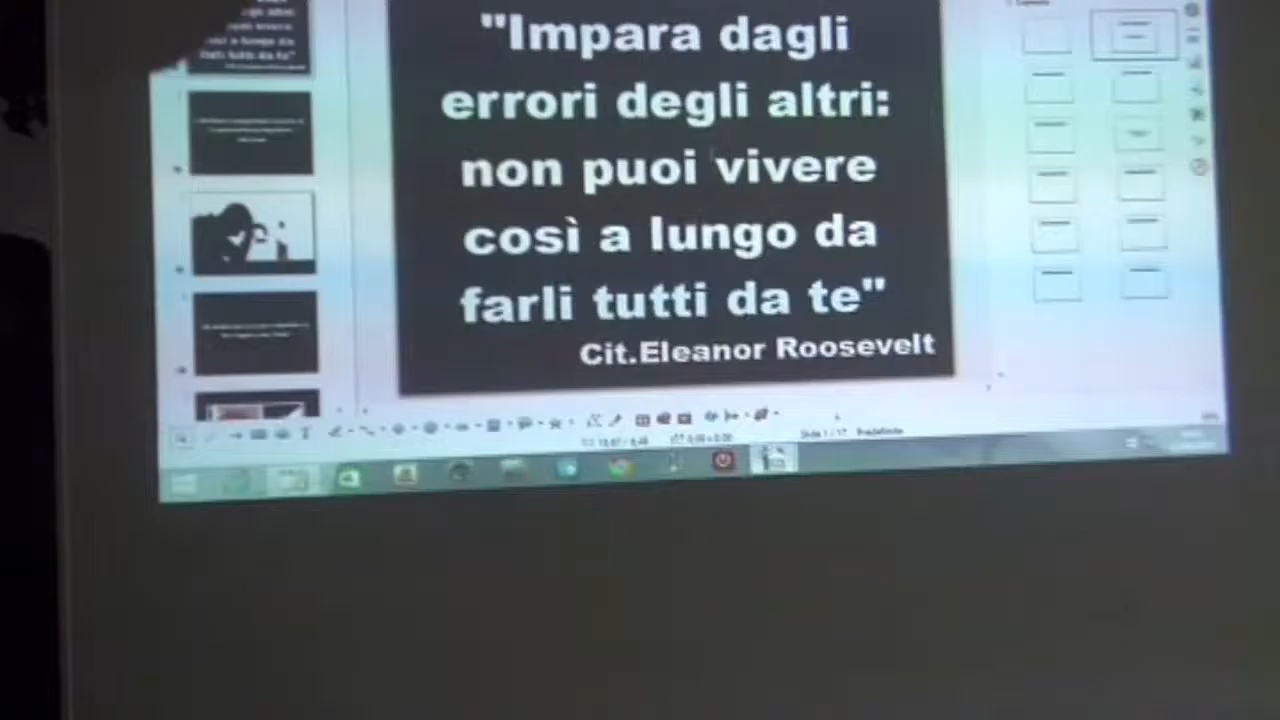 "Impara dagli
errori degli altri:
non puoi vivere
così a lungo da
farli tutti da te"
Cit.Eleanor Roosevelt